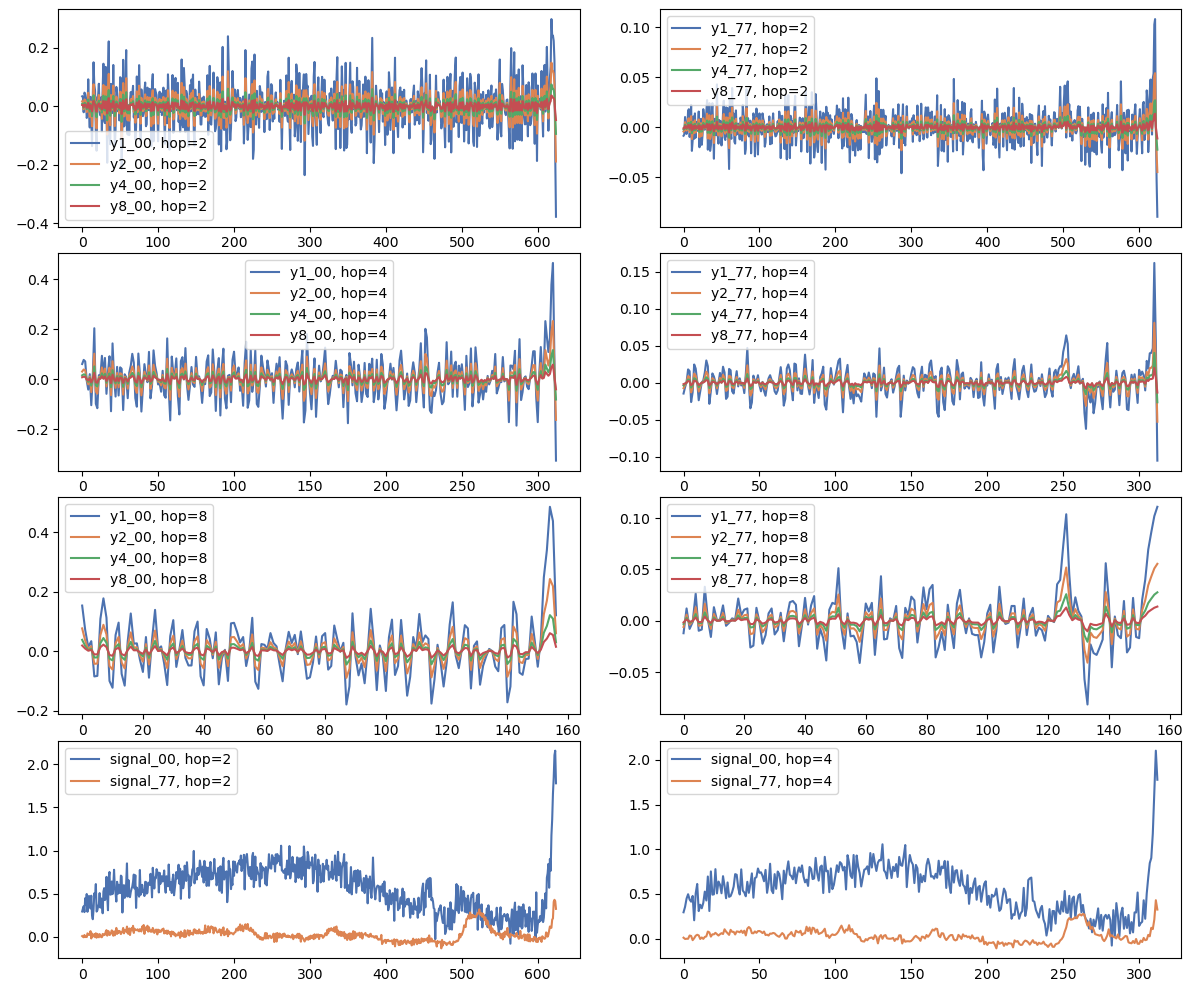 0.2
0.0
−0.2
−0.4
y1_00, hop=2
y2_00, hop=2
y4_00, hop=2
y8_00, hop=2
0 100 200 300 400 500 600
0.10
0.05
0.00
−0.05
y1_77, hop=2
y2_77, hop=2
y4_77, hop=2
y8_77, hop=2
0 100 200 300 400 500 600
0.4
0.2
0.0
−0.2
y1_00, hop=4
y2_00, hop=4
y4_00, hop=4
y8_00, hop=4
0 50 100 150 200 250 300
0.15
0.10
0.05
0.00
−0.05
−0.10
y1_77, hop=4
y2_77, hop=4
y4_77, hop=4
y8_77, hop=4
0 50 100 150 200 250 300
0.4
0.2
0.0
−0.2
y1_00, hop=8
y2_00, hop=8
y4_00, hop=8
y8_00, hop=8
0 20 40 60 80 100 120 140 160
0.10
0.05
0.00
−0.05
y1_77, hop=8
y2_77, hop=8
y4_77, hop=8
y8_77, hop=8
0 20 40 60 80 100 120 140 160
2.0
1.5
1.0
0.5
0.0
signal_00, hop=2
signal_77, hop=2
0 100 200 300 400 500 600
2.0
1.5
1.0
0.5
0.0
signal_00, hop=4
signal_77, hop=4
0 50 100 150 200 250 300